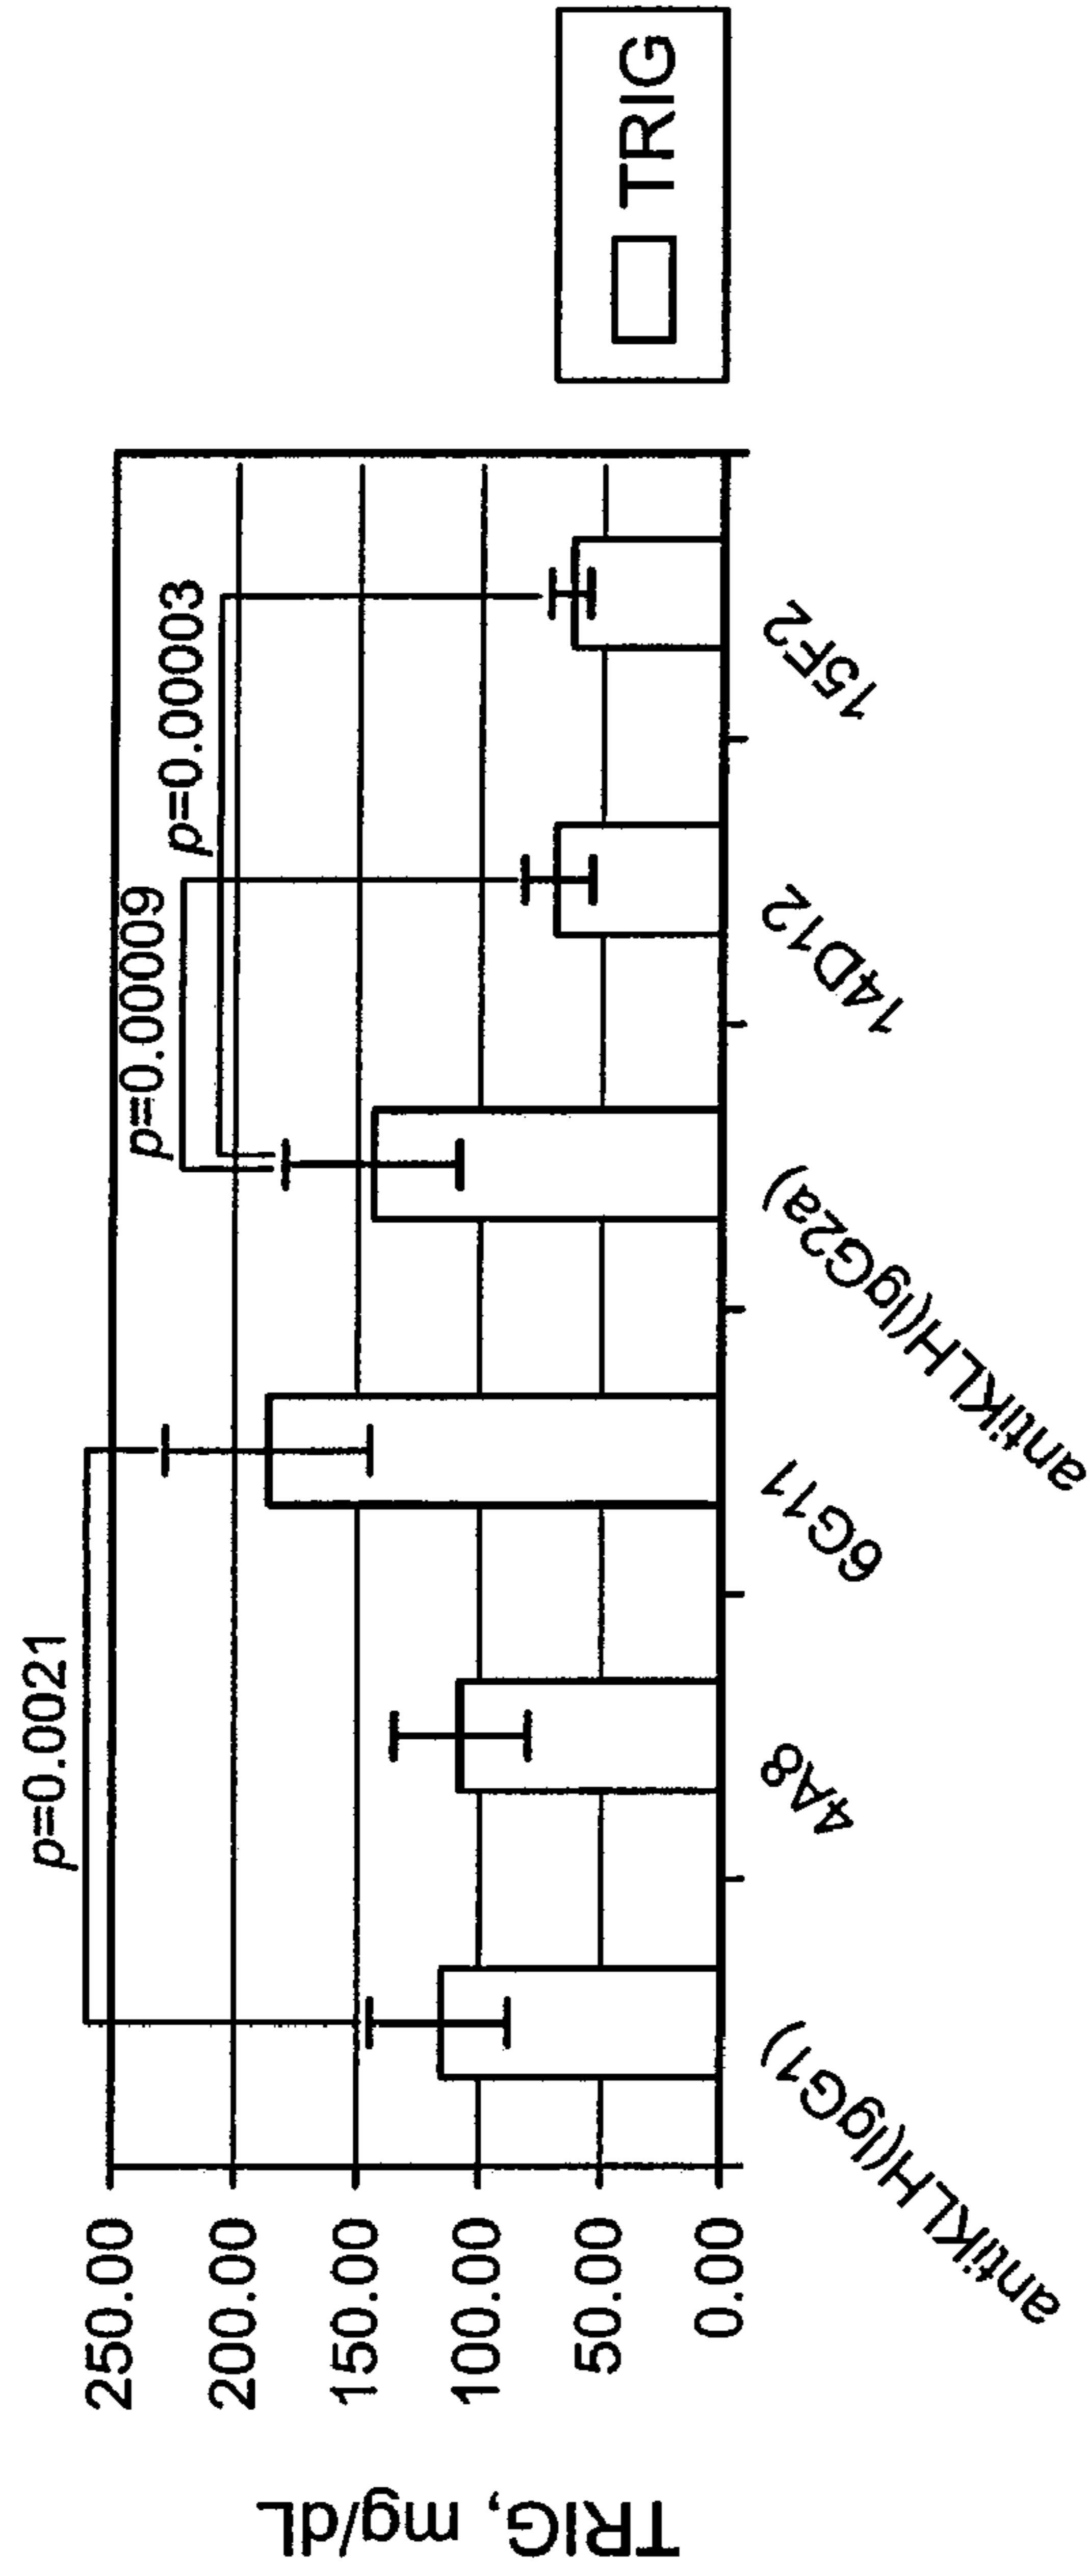 TRIG, mg/dL
250.00
200.00
150.00
100.00
50.00
0.00
p=0.0021
p=0.00009
p=0.00003
antiKLH(IgG1)
4A8
6G11
antiKLH(IgG2a)
14D12
15F2
TRIG